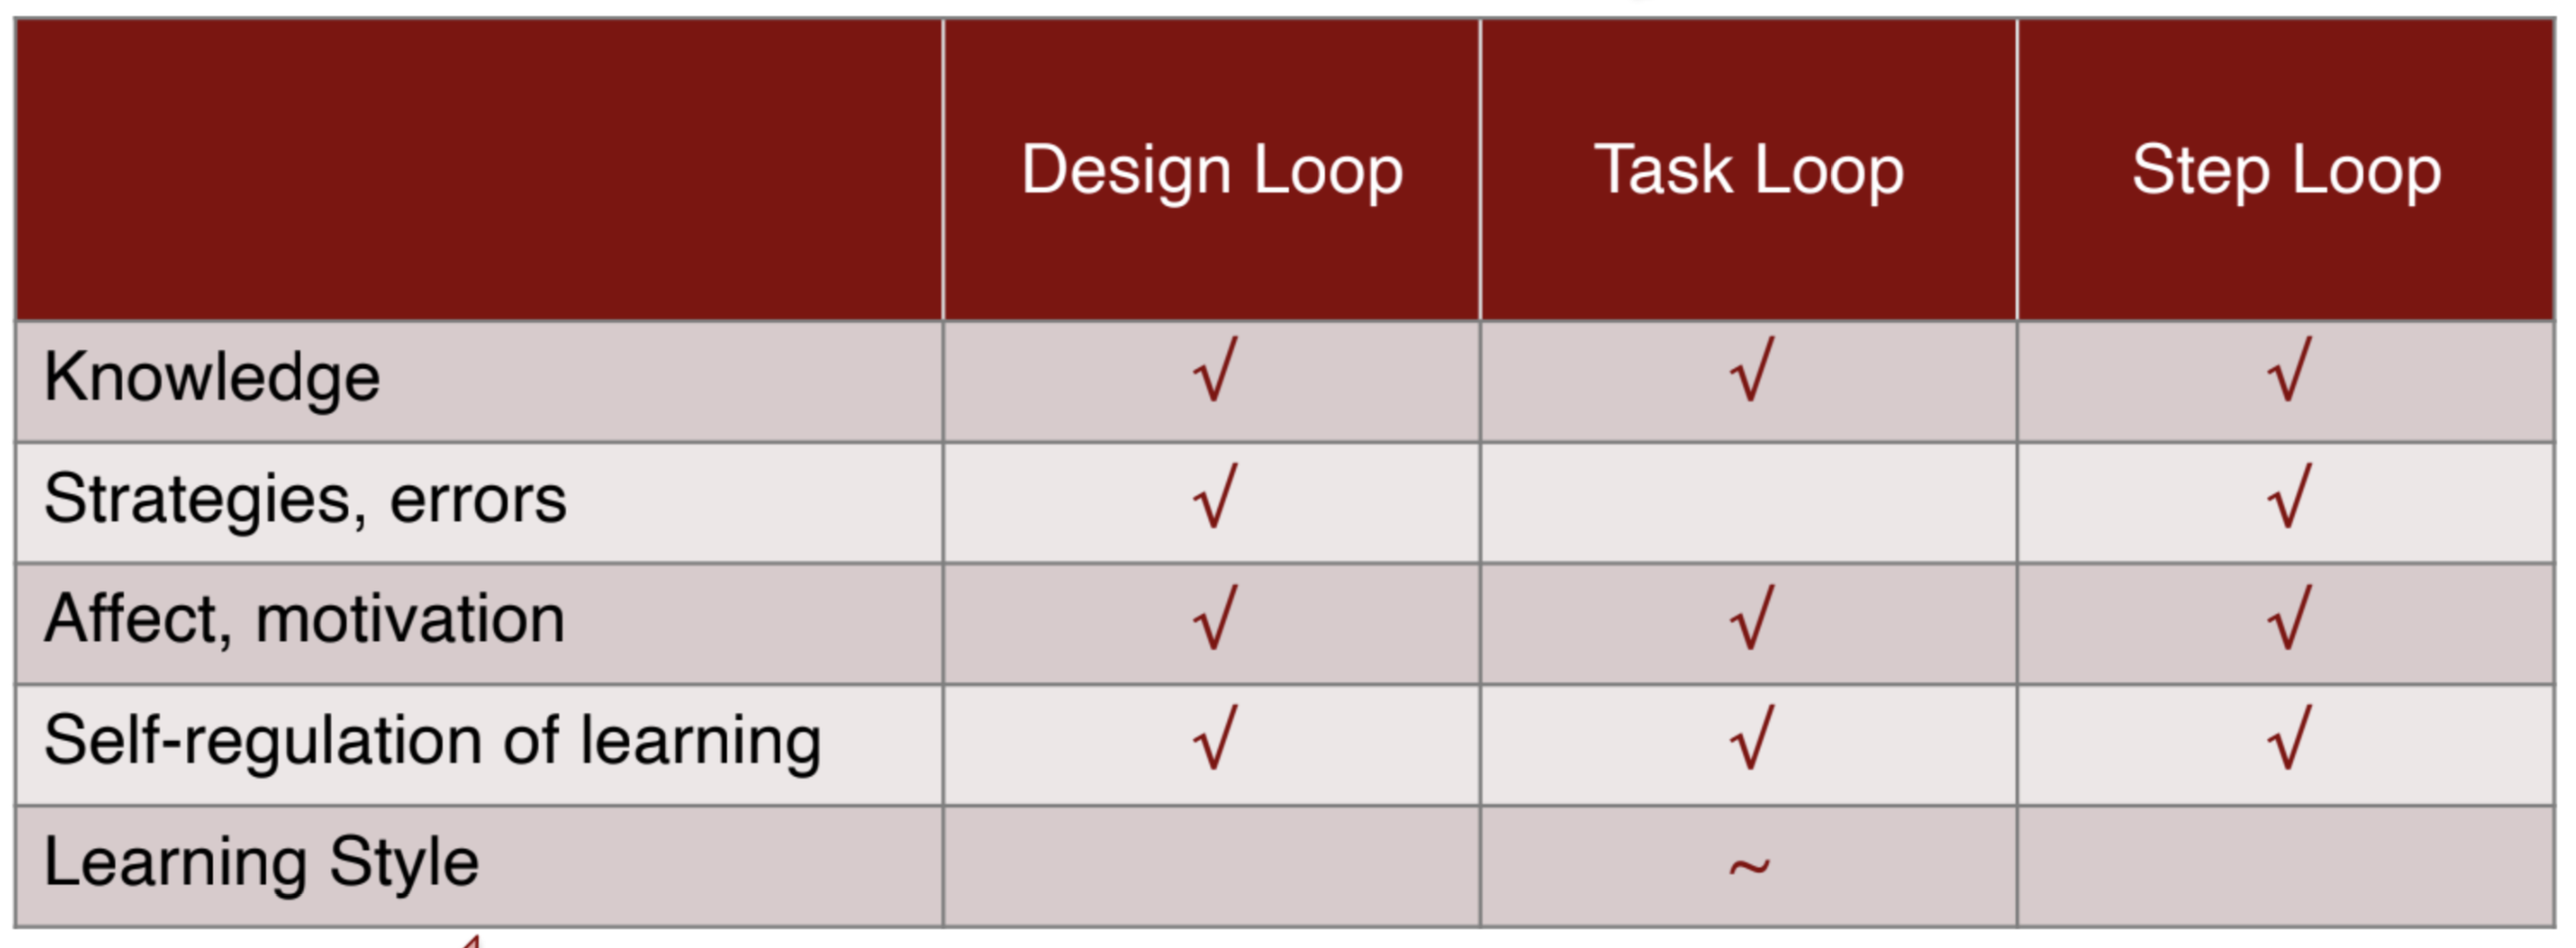 Design Loop Task Loop Step Loop
Knowledge √ √ √
Strategies, errors √ √
Affect, motivation √ √ √
Self-regulation of learning √ √ √
Learning Style ~